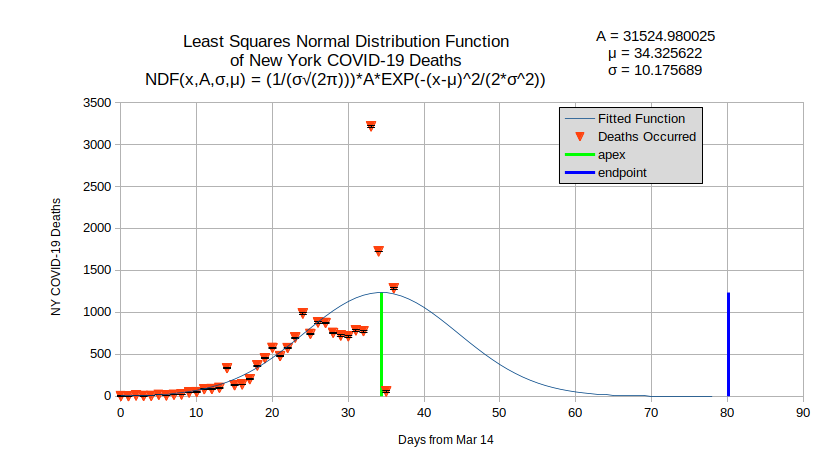 Least Squares Normal Distribution Function
of New York COVID-19 Deaths
NDF(x,A,σ,μ) = (1/(σ√(2π)))*A*EXP(-(x-μ)^2/(2*σ^2))
A = 31524.980025
μ = 34.325622
σ = 10.175689
Fitted Function
Deaths Occurred
apex
endpoint
NY COVID-19 Deaths
3500
3000
2500
2000
1500
1000
500
0
0 10 20 30 40 50 60 70 80 90
Days from Mar 14